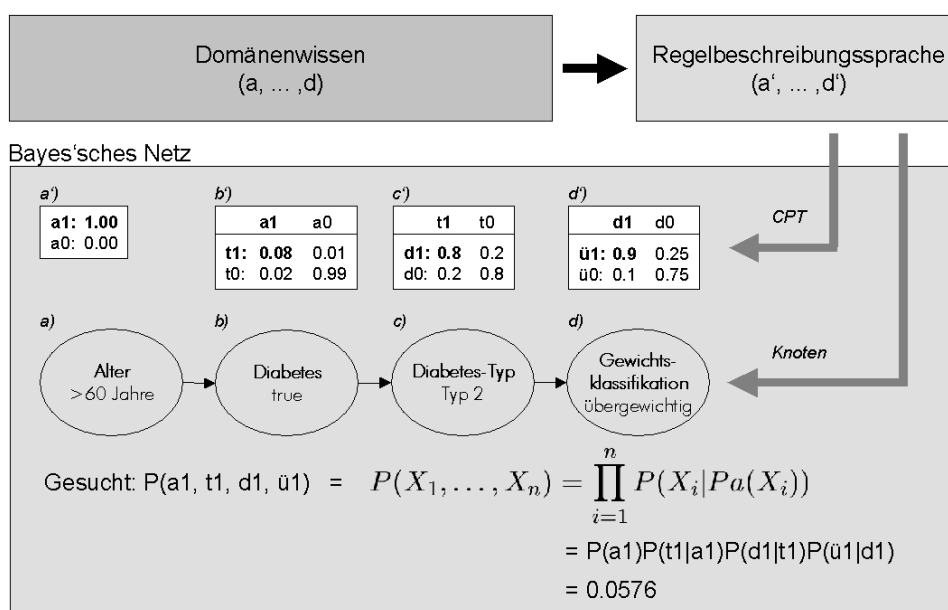 Domänenwissen
(a, ... ,d)
Regelbeschreibungssprache
(a‘, ... ,d‘)
Bayes‘sches Netz
a‘)
a1: 1.00
a0: 0.00
b‘)
a1 a0
t1: 0.08 0.01
t0: 0.02 0.99
c‘)
t1 t0
d1: 0.8 0.2
d0: 0.2 0.8
d‘)
d1 d0
ü1: 0.9 0.25
ü0: 0.1 0.75
CPT
a)
Alter
>60 Jahre
b)
Diabetes
true
c)
Diabetes-Typ
Typ 2
d)
Gewichts-
klassifikation
übergewichtig
Knoten
Gesucht: P(a1, t1, d1, ü1) = P(X₁, . . . , Xₙ) = ∏ⁿᵢ₌₁ P(Xᵢ|Pa(Xᵢ))
= P(a1)P(t1|a1)P(d1|t1)P(ü1|d1)
= 0.0576